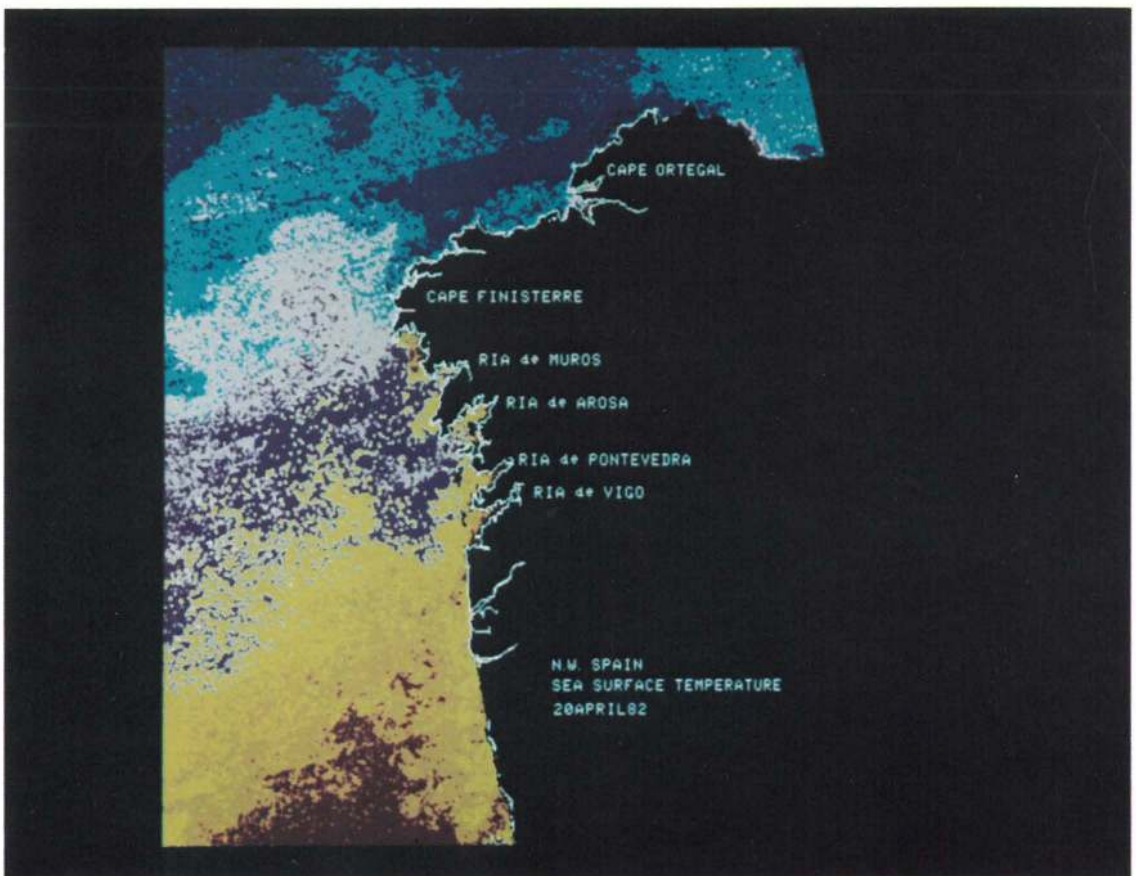 CAPE ORTEGAL
CAPE FINISTERRE
RIA de MUROS
RIA de AROSA
RIA de PONTEVEDRA
RIA de VIGO
N.W. SPAIN
SEA SURFACE TEMPERATURE
20APRIL82